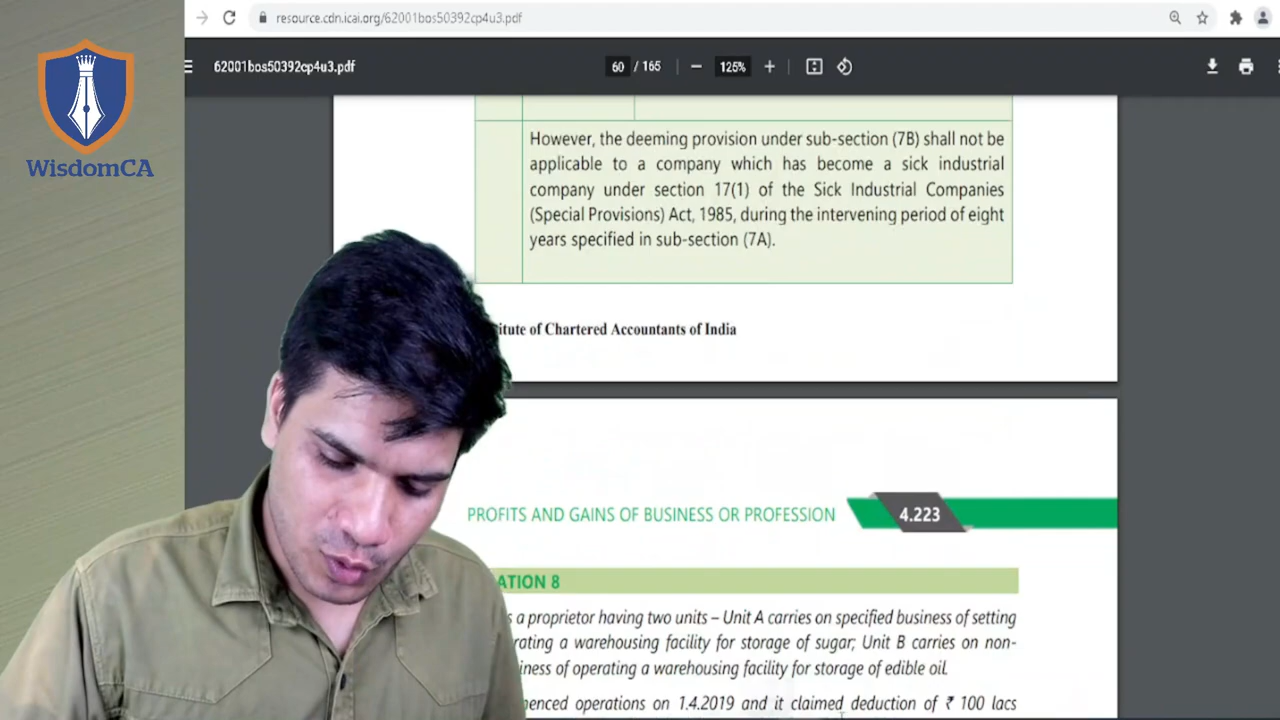 resource.cdn.icai.org/62001bos50392cp4u3.pdf
62001bos50392cp4u3.pdf
60 / 165
125%
WisdomCA
However, the deeming provision under sub-section (7B) shall not be
applicable to a company which has become a sick industrial
company under section 17(1) of the Sick Industrial Companies
(Special Provisions) Act, 1985, during the intervening period of eight
years specified in sub-section (7A).
of Chartered Accountants of India
PROFITS AND GAINS OF BUSINESS OR PROFESSION
4.223
8
a proprietor having two units – Unit A carries on specified business of setting
a warehousing facility for storage of sugar; Unit B carries on non-
of operating a warehousing facility for storage of edible oil.
operations on 1.4.2019 and it claimed deduction of ₹ 100 lacs